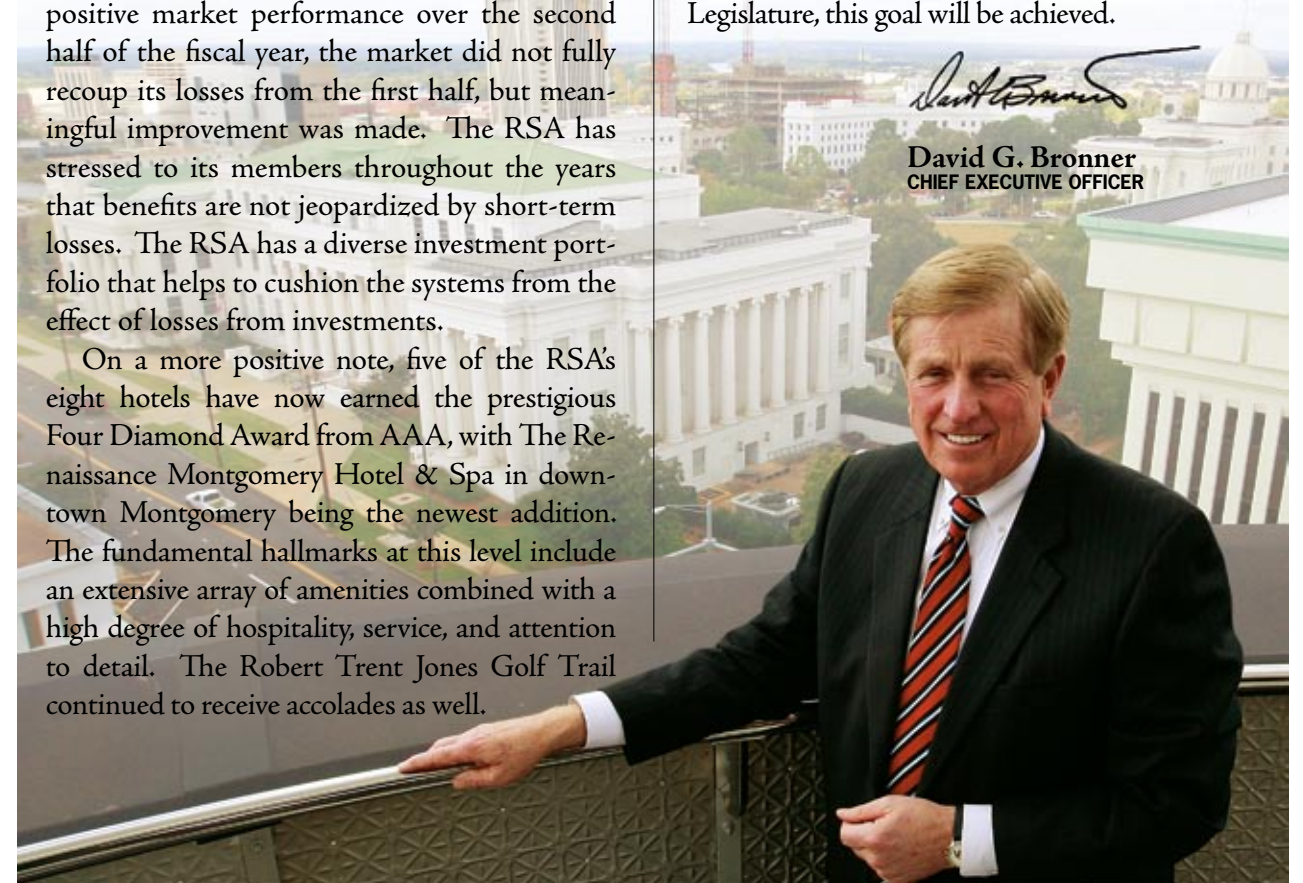 positive market performance over the second
half of the fiscal year, the market did not fully
recoup its losses from the first half, but mean-
ingful improvement was made. The RSA has
stressed to its members throughout the years
that benefits are not jeopardized by short-term
losses. The RSA has a diverse investment port-
folio that helps to cushion the systems from the
effect of losses from investments.
On a more positive note, five of the RSA's
eight hotels have now earned the prestigious
Four Diamond Award from AAA, with The Re-
naissance Montgomery Hotel & Spa in down-
town Montgomery being the newest addition.
The fundamental hallmarks at this level include
an extensive array of amenities combined with a
high degree of hospitality, service, and attention
to detail. The Robert Trent Jones Golf Trail
continued to receive accolades as well.
Legislature, this goal will be achieved.
David G. Bronner
David G. Bronner
CHIEF EXECUTIVE OFFICER